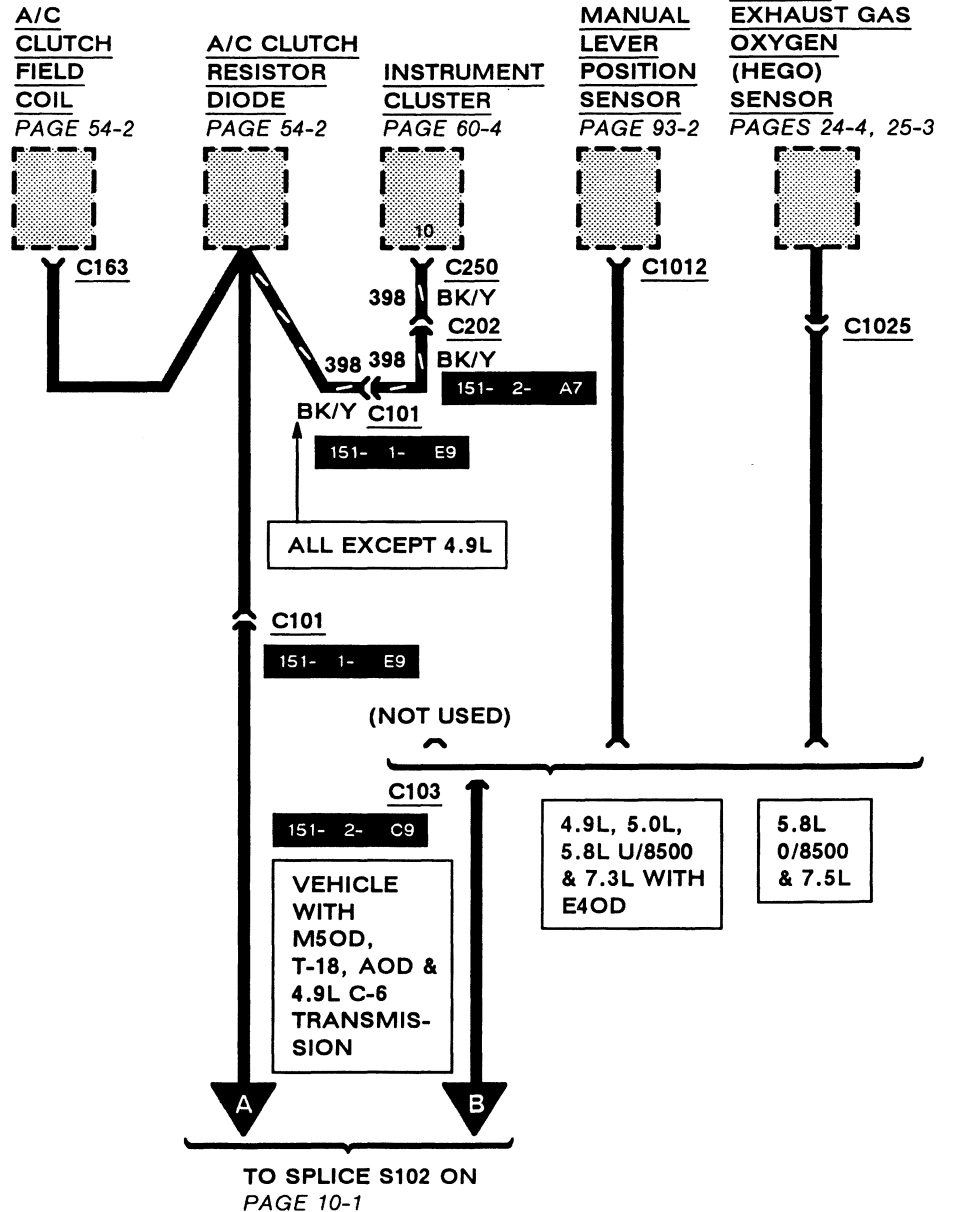 A/C
CLUTCH
FIELD
COIL
PAGE 54-2
A/C CLUTCH
RESISTOR
DIODE
PAGE 54-2
INSTRUMENT
CLUSTER
PAGE 60-4
MANUAL
LEVER
POSITION
SENSOR
PAGE 93-2
EXHAUST GAS
OXYGEN
(HEGO)
SENSOR
PAGES 24-4, 25-3
10
C163
C250
C1012
398 BK/Y
C202
C1025
398 398 BK/Y
151- 2- A7
BK/Y C101
151- 1- E9
ALL EXCEPT 4.9L
C101
151- 1- E9
(NOT USED)
C103
151- 2- C9
VEHICLE
WITH
M5OD,
T-18, AOD &
4.9L C-6
TRANSMIS-
SION
4.9L, 5.0L,
5.8L U/8500
& 7.3L WITH
E4OD
5.8L
O/8500
& 7.5L
A
B
TO SPLICE S102 ON
PAGE 10-1